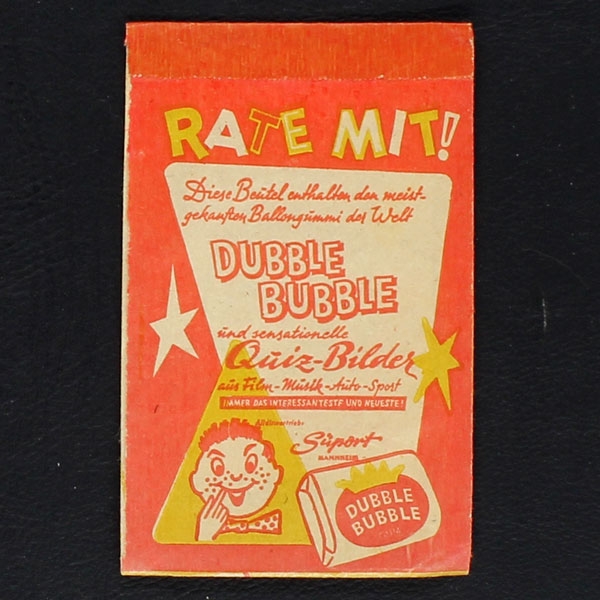 RATE MIT!
Diese Beutel enthalten den meist-
gekauften Ballongummi der Welt
DUBBLE
BUBBLE
und sensationelle
Quiz-Bilder
aus Film-Musik-Auto-Sport
IMMER DAS INTERESSANTESTE UND NEUESTE!
Alleinvertrieb:
Süport
MANNHEIM
DUBBLE
BUBBLE